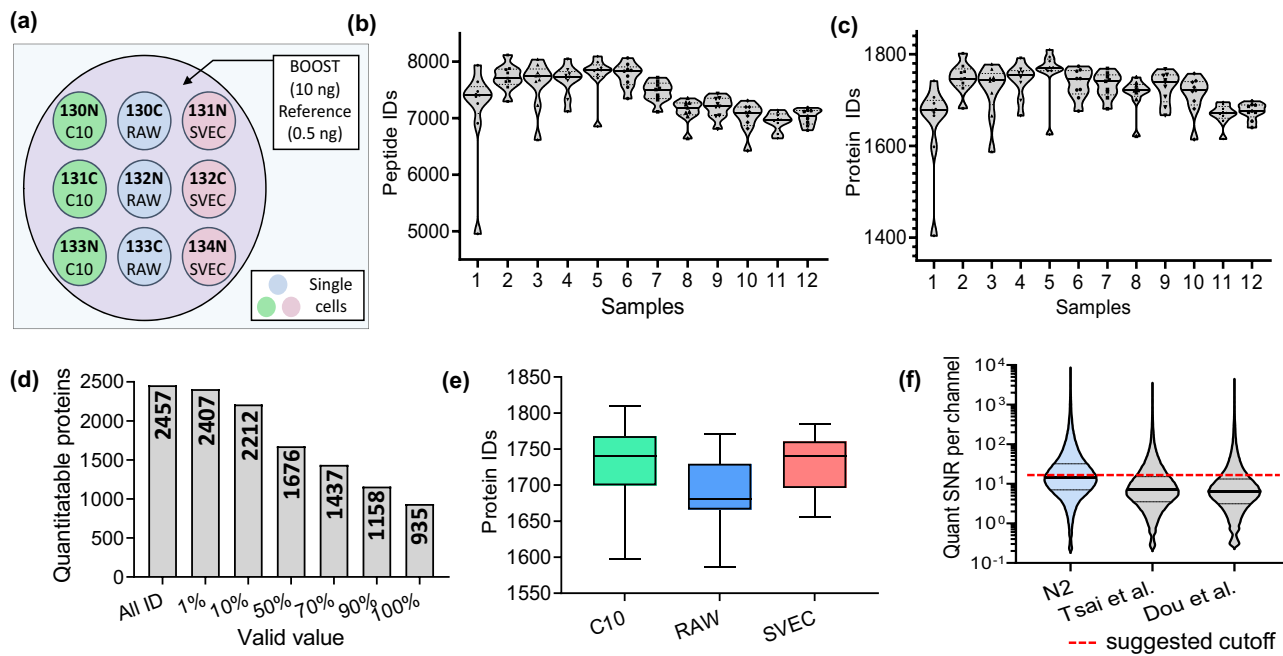 (a)
BOOST
(10 ng)
Reference
(0.5 ng)
130N
C10
130C
RAW
131N
SVEC
131C
C10
132N
RAW
132C
SVEC
133N
C10
133C
RAW
134N
SVEC
Single
cells
(b)
Peptide IDs
8000
7000
6000
5000
1 2 3 4 5 6 7 8 9 10 11 12
Samples
(c)
Protein IDs
1800
1600
1400
1 2 3 4 5 6 7 8 9 10 11 12
Samples
(d)
Quantitatable proteins
2500
2000
1500
1000
500
0
2457
2407
2212
1676
1437
1158
935
All ID 1% 10% 50% 70% 90% 100%
Valid value
(e)
Protein IDs
1850
1800
1750
1700
1650
1600
1550
C10 RAW SVEC
(f)
Quant SNR per channel
10⁴
10³
10²
10¹
10⁰
10⁻¹
N2 Tsai et al. Dou et al.
suggested cutoff